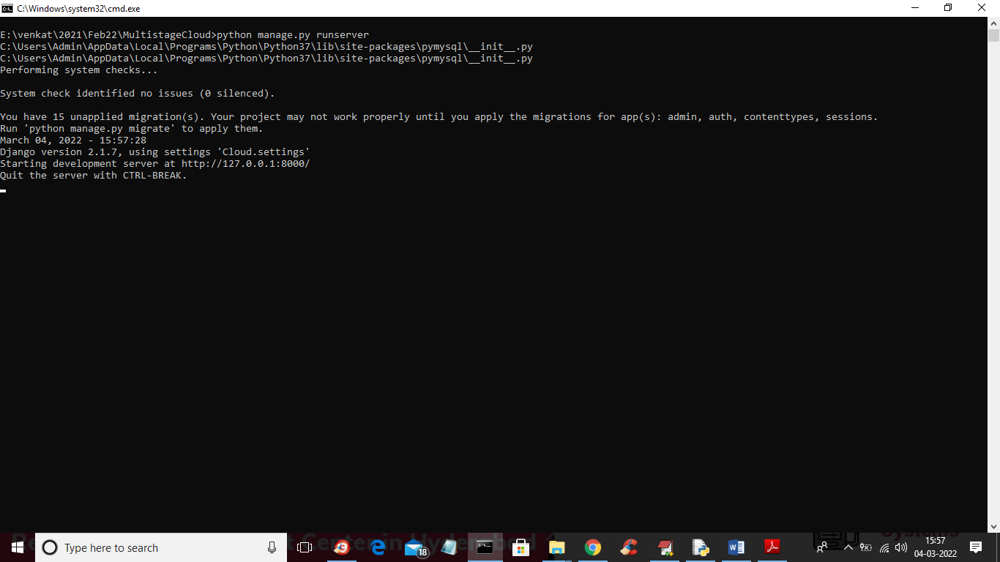 C:\Windows\system32\cmd.exe
E:\venkat\2021\Feb22\MultistageCloud>python manage.py runserver
C:\Users\Admin\AppData\Local\Programs\Python\Python37\lib\site-packages\pymysql\__init__.py
C:\Users\Admin\AppData\Local\Programs\Python\Python37\lib\site-packages\pymysql\__init__.py
Performing system checks...
System check identified no issues (0 silenced).
You have 15 unapplied migration(s). Your project may not work properly until you apply the migrations for app(s): admin, auth, contenttypes, sessions.
Run 'python manage.py migrate' to apply them.
March 04, 2022 - 15:57:28
Django version 2.1.7, using settings 'Cloud.settings'
Starting development server at http://127.0.0.1:8000/
Quit the server with CTRL-BREAK.
Type here to search
18
15:57
04-03-2022